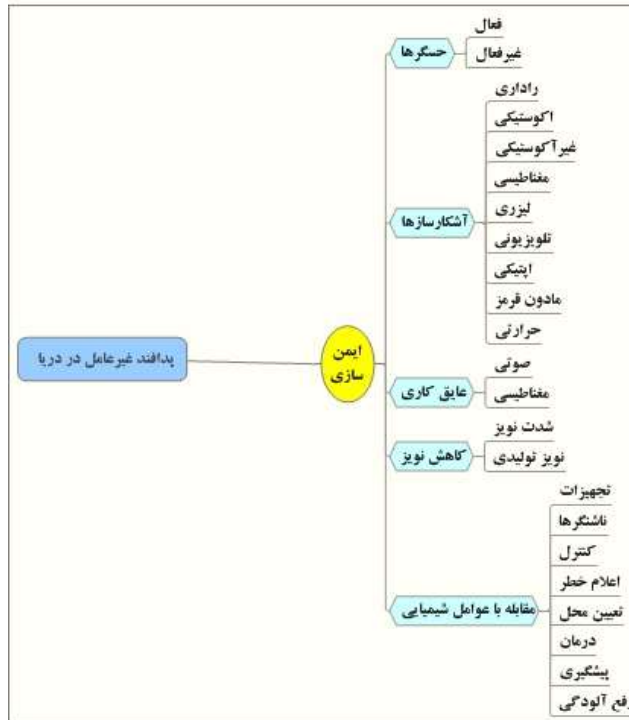 پدافند غیرعامل در دریا
ایمن
سازی
حسگرها
فعال
غیرفعال
آشکارسازها
راداری
اکوستیکی
غیرآکوستیکی
مغناطیسی
لیزری
تلویزیونی
اپتیکی
مادون قرمز
حرارتی
عایق کاری
صوتی
مغناطیسی
کاهش نویز
شدت نویز
نویز تولیدی
مقابله با عوامل شیمیایی
تجهیزات
ناشنگرها
کنترل
اعلام خطر
تعیین محل
درمان
پیشگیری
رفع آلودگی